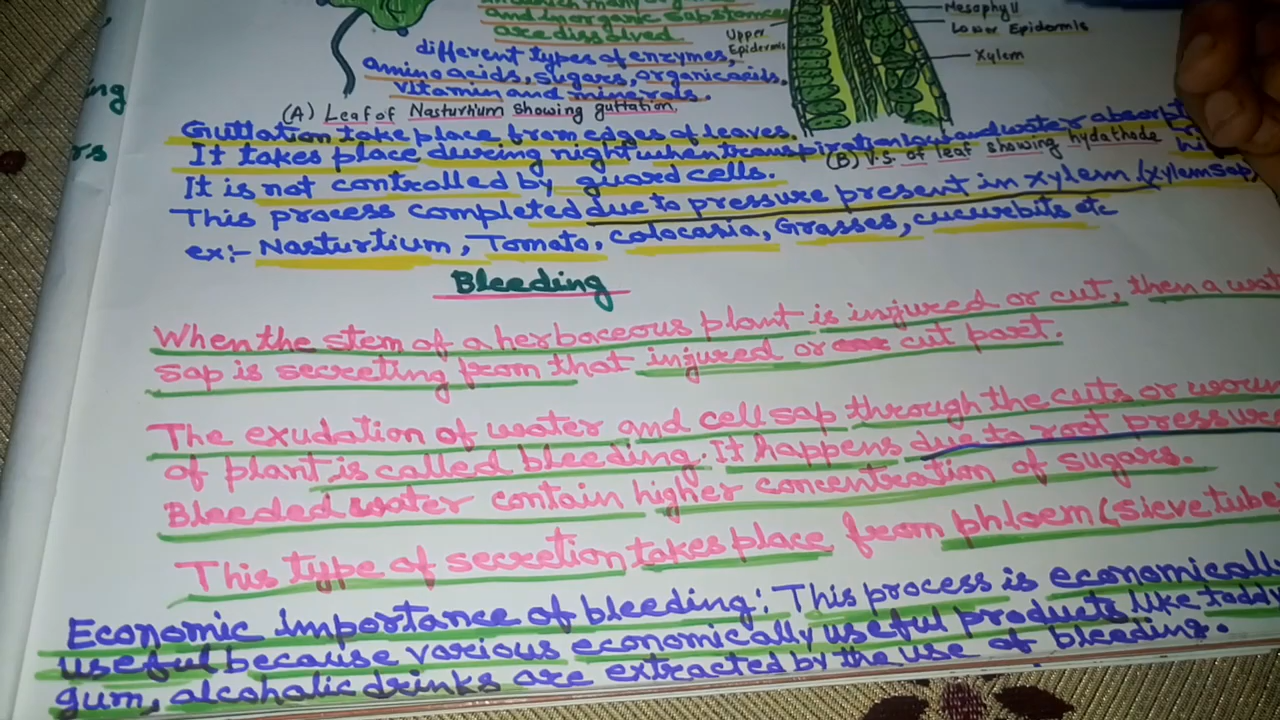 and inorganic substances
are dissolved
different types of enzymes,
amino acids, sugars, organic acids,
vitamin and minerals.
(A) Leaf of Nasturhium showing guttation.
Upper
Epidermis
Mesophyll
Lower Epidermis
Xylem
(B) V.S. of leaf showing hydathode
Guttation take place from edges of leaves.
It takes place during night when transpiration low and water absorpt
It is not controlled by guard cells.
This process completed due to pressure present in xylem (xylem sap)
ex:- Nasturtium, Tomato, Colocasia, Grasses, cucurbits etc
Bleeding
When the stem of a herbaceous plant is injured or cut, then a wat
sap is secreting from that injured or cut part.
The exudation of water and cell sap through the cuts or woun
of plant is called bleeding. It happens due to root pressure
Bleeded water contain higher concentration of sugars.
This type of secretion takes place from phloem (sieve tube
Economic importance of bleeding: This process is economically
useful because various economically useful products like toddy
gum, alcoholic drinks are extracted by the use of bleeding.